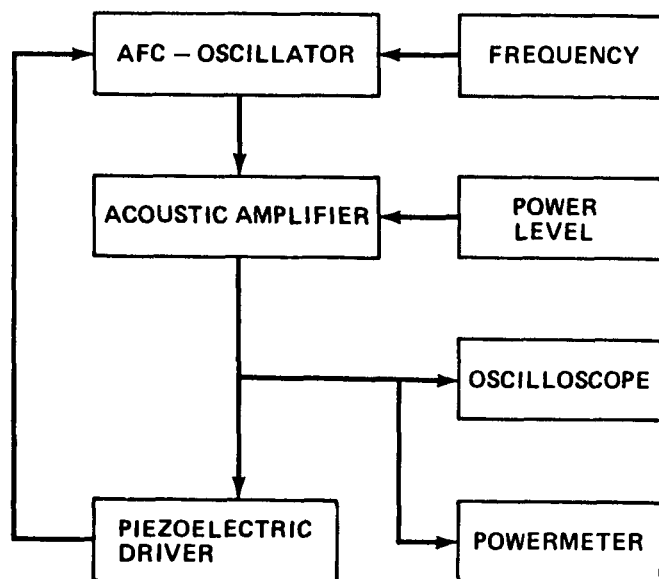 AFC – OSCILLATOR
FREQUENCY
ACOUSTIC AMPLIFIER
POWER
LEVEL
OSCILLOSCOPE
PIEZOELECTRIC
DRIVER
POWERMETER